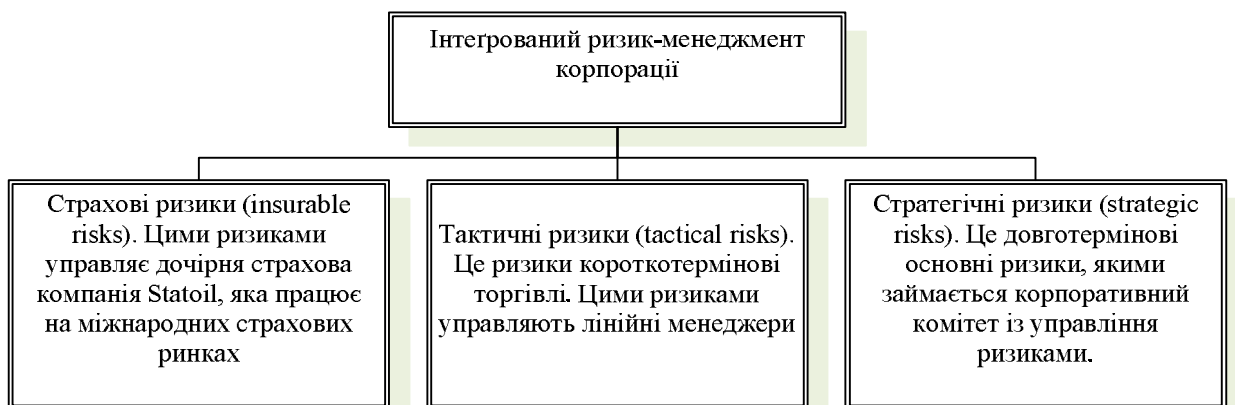 Інтеґрований ризик-менеджмент
корпорації
Страхові ризики (insurable
risks). Цими ризиками
управляє дочірня страхова
компанія Statoil, яка працює
на міжнародних страхових
ринках
Тактичні ризики (tactical risks).
Це ризики короткотермінові
торгівлі. Цими ризиками
управляють лінійні менеджери
Стратегічні ризики (strategic
risks). Це довготермінові
основні ризики, якими
займається корпоративний
комітет із управління
ризиками.